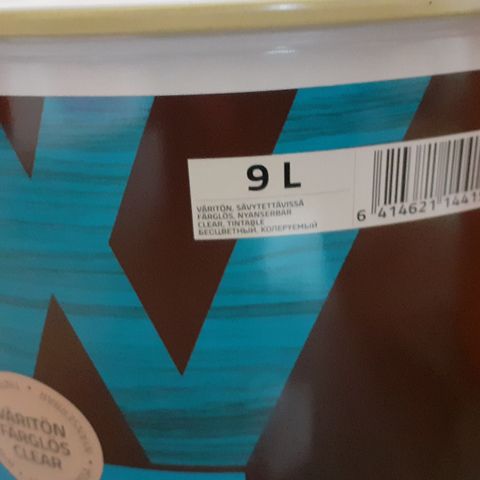 9 L
VÄRITÖN, SÄVYTETTÄVISSÄ
FÄRGLÖS, NYANSERBAR
CLEAR, TINTABLE
БЕСЦВЕТНЫЙ, КОЛЕРУЕМЫЙ
6 414621 1441
VÄRITÖN
FÄRGLÖS
CLEAR